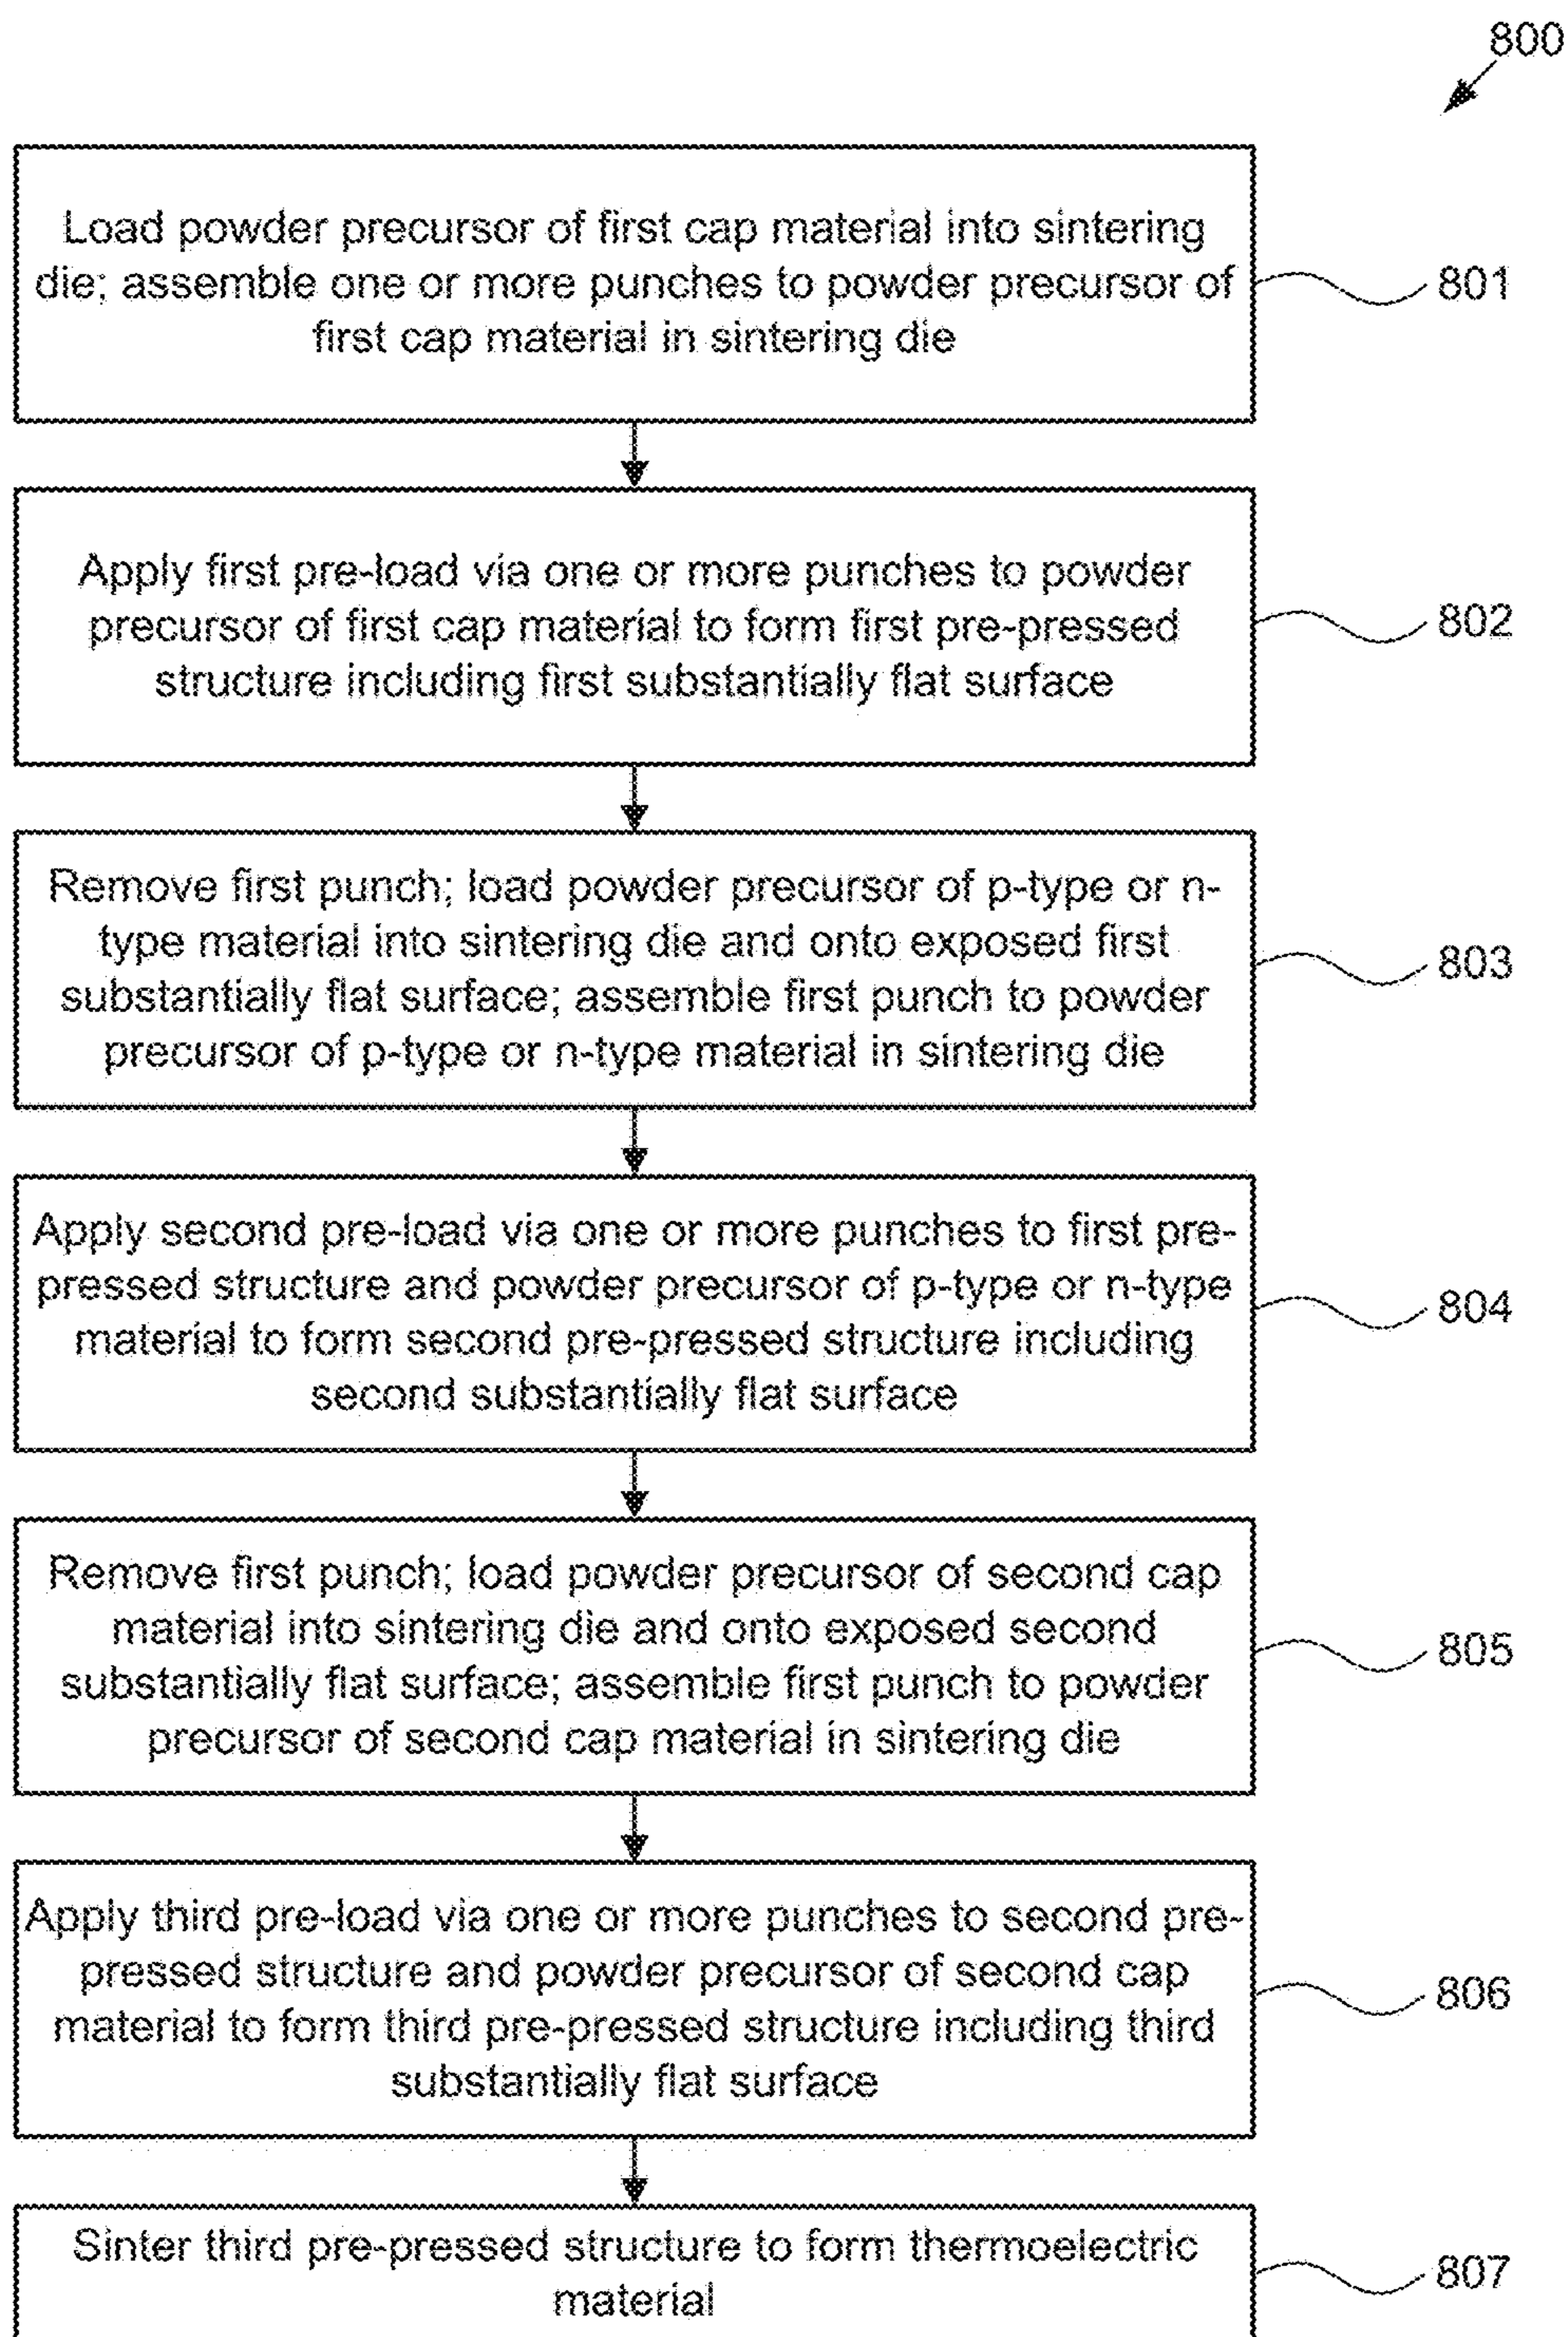 800
Load powder precursor of first cap material into sintering
die; assemble one or more punches to powder precursor of
first cap material in sintering die
801
Apply first pre-load via one or more punches to powder
precursor of first cap material to form first pre-pressed
structure including first substantially flat surface
802
Remove first punch; load powder precursor of p-type or n-
type material into sintering die and onto exposed first
substantially flat surface; assemble first punch to powder
precursor of p-type or n-type material in sintering die
803
Apply second pre-load via one or more punches to first pre-
pressed structure and powder precursor of p-type or n-type
material to form second pre-pressed structure including
second substantially flat surface
804
Remove first punch; load powder precursor of second cap
material into sintering die and onto exposed second
substantially flat surface; assemble first punch to powder
precursor of second cap material in sintering die
805
Apply third pre-load via one or more punches to second pre-
pressed structure and powder precursor of second cap
material to form third pre-pressed structure including third
substantially flat surface
806
Sinter third pre-pressed structure to form thermoelectric
material
807